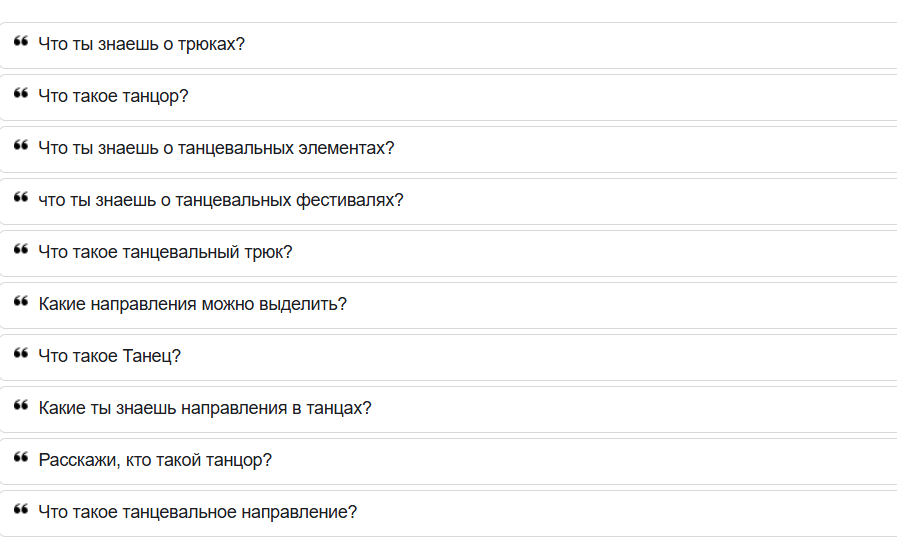 ❝ Что ты знаешь о трюках?
❝ Что такое танцор?
❝ Что ты знаешь о танцевальных элементах?
❝ что ты знаешь о танцевальных фестивалях?
❝ Что такое танцевальный трюк?
❝ Какие направления можно выделить?
❝ Что такое Танец?
❝ Какие ты знаешь направления в танцах?
❝ Расскажи, кто такой танцор?
❝ Что такое танцевальное направление?